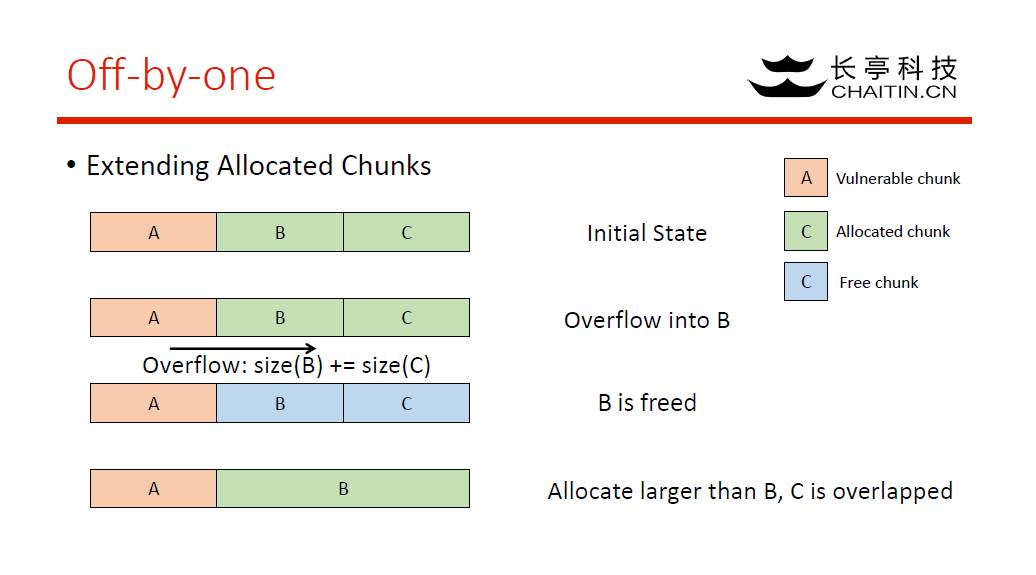 Off-by-one
长亭科技
CHAITIN.CN
• Extending Allocated Chunks
A Vulnerable chunk
A B C Initial State
C Allocated chunk
C Free chunk
A B C Overflow into B
Overflow: size(B) += size(C)
A B C B is freed
A B Allocate larger than B, C is overlapped